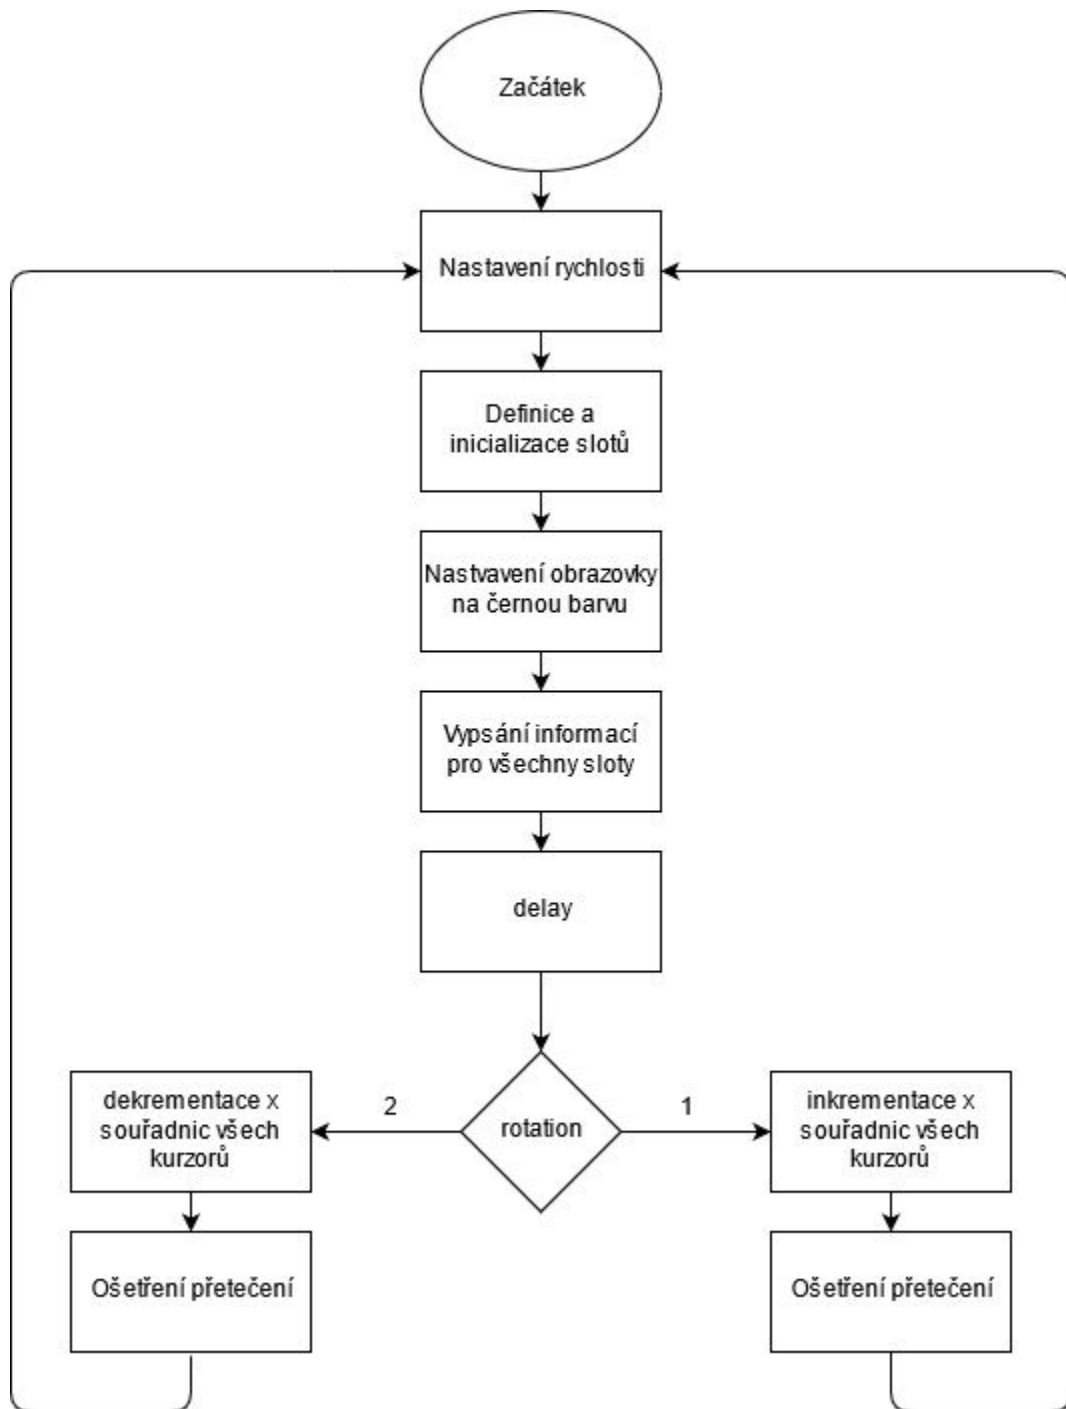 Začátek
Nastavení rychlosti
Definice a
inicializace slotů
Nastvavení obrazovky
na černou barvu
Vypsání informací
pro všechny sloty
delay
rotation
2
1
dekrementace x
souřadnic všech
kurzorů
inkrementace x
souřadnic všech
kurzorů
Ošetření přetečení
Ošetření přetečení